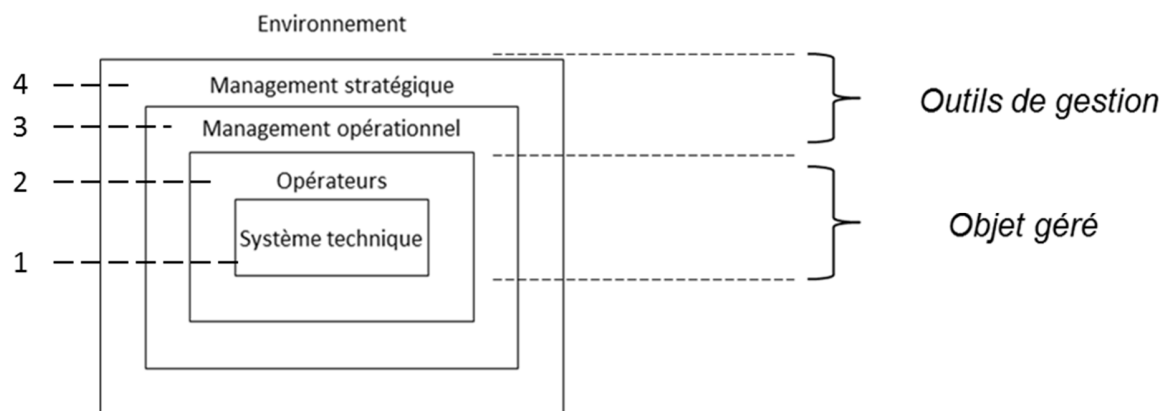 Environnement
4
Management stratégique
Outils de gestion
3
Management opérationnel
2
Opérateurs
Objet géré
Système technique
1